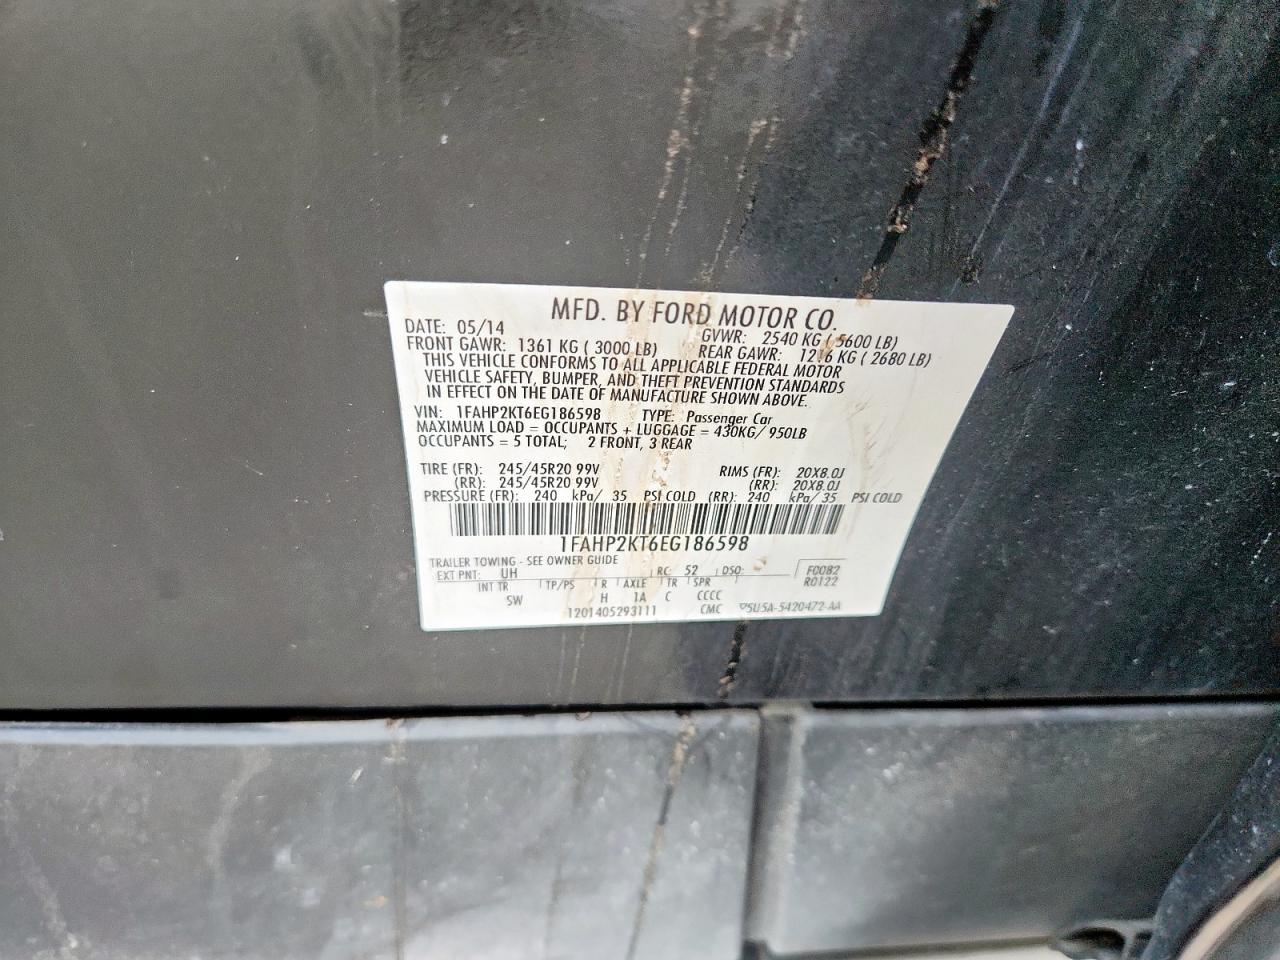 MFD. BY FORD MOTOR CO.
DATE: 05/14 GVWR: 2540 KG ( 5600 LB)
FRONT GAWR: 1361 KG ( 3000 LB) REAR GAWR: 1216 KG ( 2680 LB)
THIS VEHICLE CONFORMS TO ALL APPLICABLE FEDERAL MOTOR
VEHICLE SAFETY, BUMPER, AND THEFT PREVENTION STANDARDS
IN EFFECT ON THE DATE OF MANUFACTURE SHOWN ABOVE.
VIN: 1FAHP2KT6EG186598 TYPE: Passenger Car
MAXIMUM LOAD = OCCUPANTS + LUGGAGE = 430KG/ 950LB
OCCUPANTS = 5 TOTAL; 2 FRONT, 3 REAR
TIRE (FR): 245/45R20 99V RIMS (FR): 20X8.0J
(RR): 245/45R20 99V (RR): 20X8.0J
PRESSURE (FR): 240 kPa/ 35 PSI COLD (RR): 240 kPa/ 35 PSI COLD
1FAHP2KT6EG186598
TRAILER TOWING - SEE OWNER GUIDE
EXT PNT: UH RC: 52 DSO: F0082
INT TR TP/PS R AXLE TR SPR R0122
SW H 1A C CCCC
1201405293111 CMC 5U5A-5420472-AA